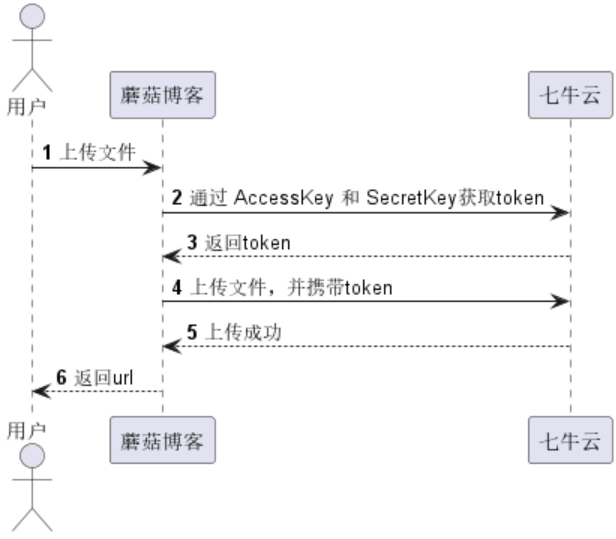 用户
蘑菇博客
七牛云
1 上传文件
2 通过 AccessKey 和 SecretKey获取token
3 返回token
4 上传文件，并携带token
5 上传成功
6 返回url
用户
蘑菇博客
七牛云